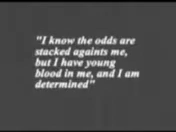 "I know the odds are
stacked againts me,
but I have young
blood in me, and I am
determined"